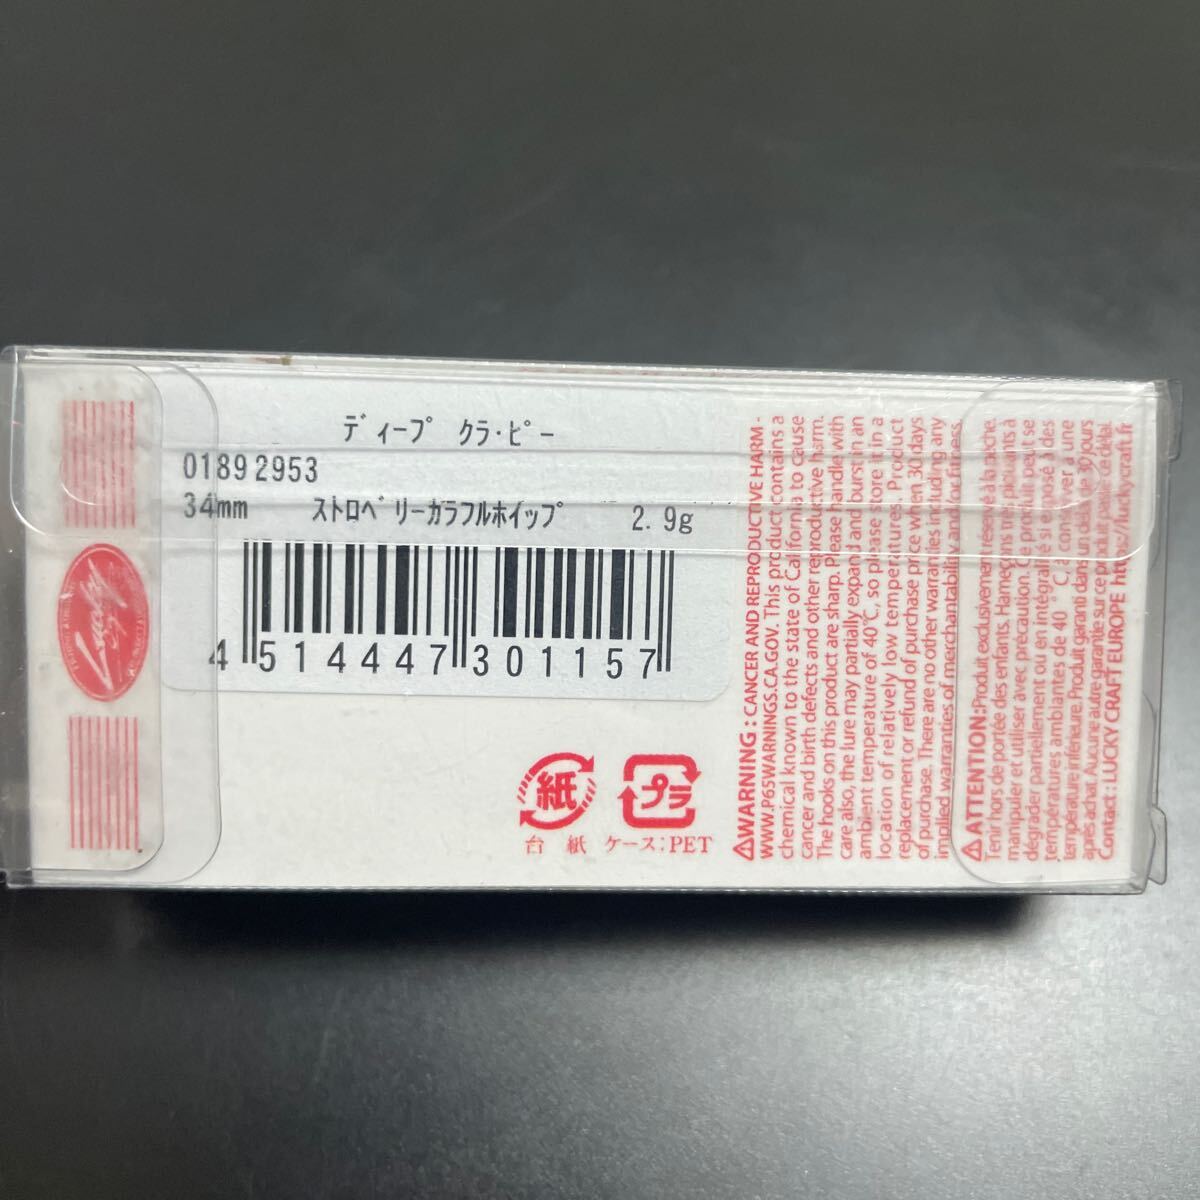 ディープ クラ・ピー
01892953
34mm ストロベリーカラフルホイップ 2.9g
4 514447 301157
紙
プラ
台紙 ケース:PET
⚠WARNING : CANCER AND REPRODUCTIVE HARM -
WWW.P65WARNINGS.CA.GOV. This product contains a
chemical known to the state of California to cause
cancer and birth defects and other reproductive harm.
The hooks on this product are sharp. Please handle with
care also, the lure may partially expand and burst in an
ambient temperature of 40℃, so please store it in a
location of relatively low temperatures. Product
replacement or refund of purchase price when 30 days
of purchase. There are no other warranties including any
implied warranties of merchantability and/or fitness.
⚠ATTENTION:Produit exclusivement réservé à la pêche.
Tenir hors de portée des enfants. Hameçons très piquants à
manipuler et utiliser avec précaution. Ce produit peut se
dégrader partiellement ou en intégralité si exposé à des
températures ambiantes de 40 °C, à conserver à une
température inférieure. Produit garanti dans un délai de 30 jours
après achat. Aucune autre garantie sur ce produit passé ce délai.
Contact : LUCKY CRAFT EUROPE luckycraft.fr